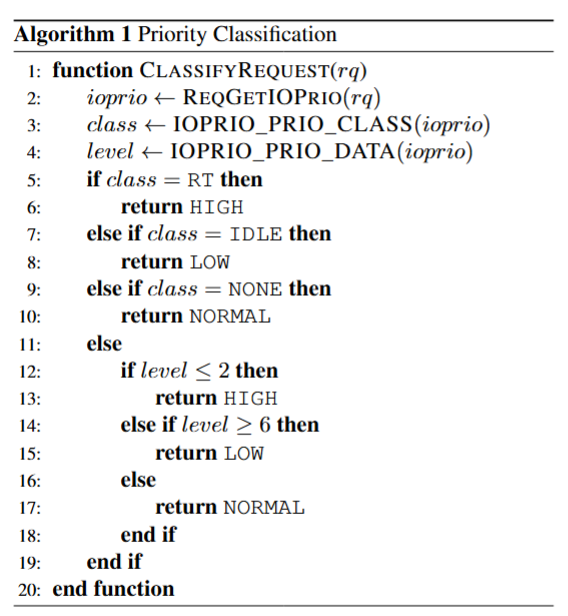 Algorithm 1 Priority Classification
1: function CLASSIFYREQUEST(rq)
2: ioprio ← REQGETIOPRIO(rq)
3: class ← IOPRIO_PRIO_CLASS(ioprio)
4: level ← IOPRIO_PRIO_DATA(ioprio)
5: if class = RT then
6: return HIGH
7: else if class = IDLE then
8: return LOW
9: else if class = NONE then
10: return NORMAL
11: else
12: if level ≤ 2 then
13: return HIGH
14: else if level ≥ 6 then
15: return LOW
16: else
17: return NORMAL
18: end if
19: end if
20: end function